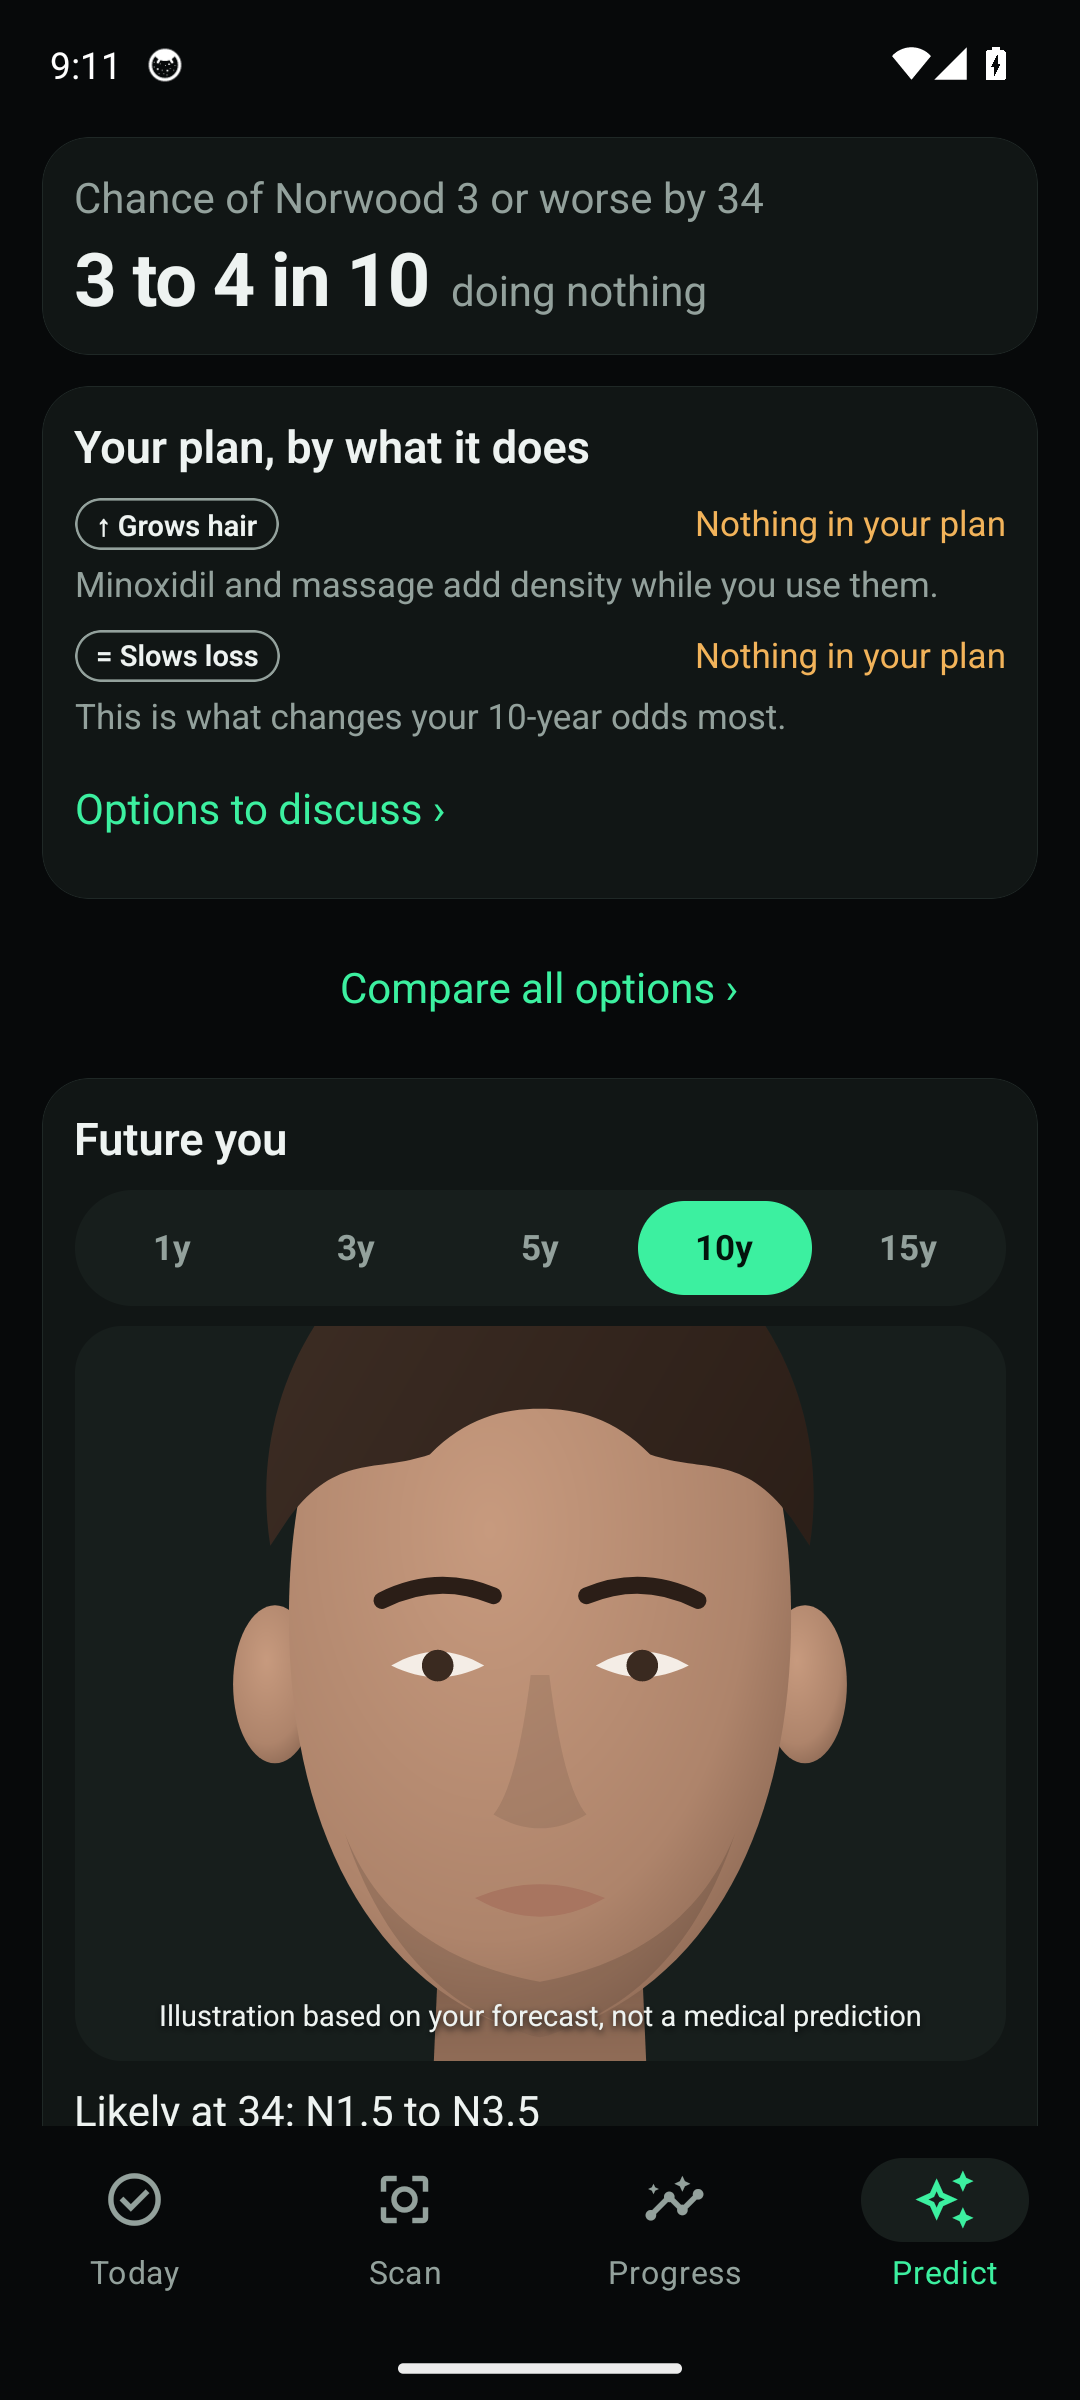 9:11
Chance of Norwood 3 or worse by 34
3 to 4 in 10 doing nothing
Your plan, by what it does
↑ Grows hair Nothing in your plan
Minoxidil and massage add density while you use them.
= Slows loss Nothing in your plan
This is what changes your 10-year odds most.
Options to discuss ›
Compare all options ›
Future you
1y 3y 5y 10y 15y
Illustration based on your forecast, not a medical prediction
Likely at 34: N1.5 to N3.5
Today Scan Progress Predict